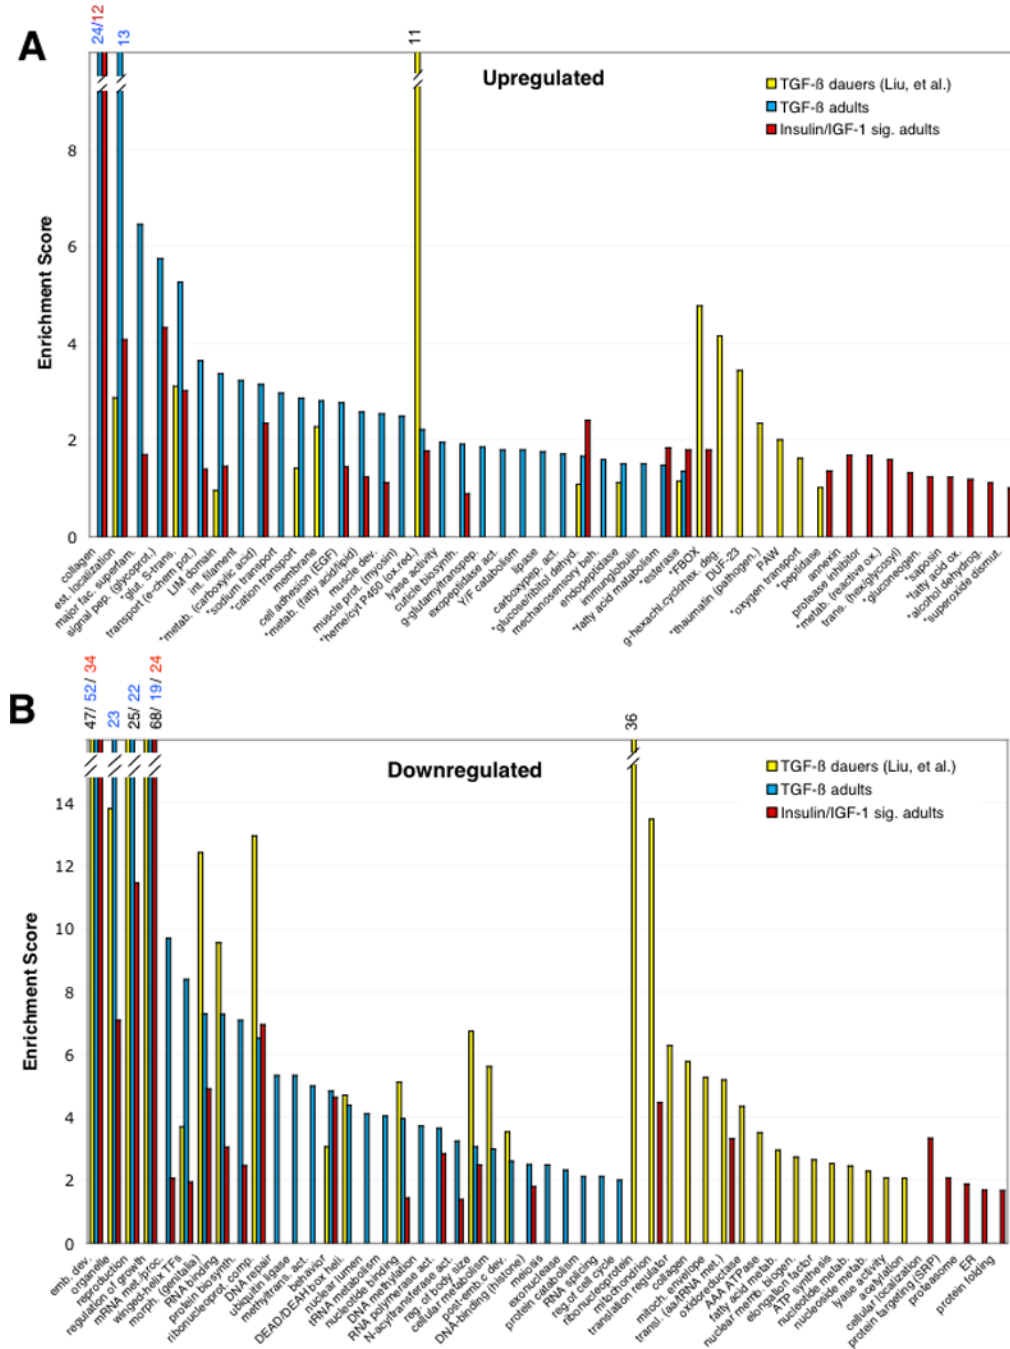 A
24/12
13
11
Upregulated
TGF-ß dauers (Liu, et al.)
TGF-ß adults
Insulin/IGF-1 sig. adults
Enrichment Score
8
6
4
2
0
collagen
est. localization
major fac. superfam.
signal pep. (glycoprot.)
*glut. S-trans.
transport (e-chem prot.)
LIM domain
int. filament
*metab. (carboxylic acid)
*sodium transport
*cation transport
membrane
cell adhesion (EGF)
*metab. (fatty acid/lipid)
muscle dev.
muscle prot. (myosin)
*heme/cyt P450 (ox.red.)
lyase activity
cuticle biosynth.
g-glutamyltranspep.
exopeptidase act.
Y/F catabolism
lipase
carboxypep. act.
*glucose/ribitol dehyd.
mechanosensory beh.
endopeptidase
immunoglobulin
*fatty acid metabolism
*esterase
*FBOX
g-hexachl.cyclohex. deg.
DUF-23
*thaumatin (pathogen.)
PAW
*oxygen transport
*peptidase
annexin
protease inhibitor
*metab. (reactive ox.)
trans. (hex/glycosyl)
*gluconeogen.
*saposin
*fatty acid ox.
*alcohol dehydrog.
*superoxide dismut.
B
47/ 52/ 34
23
25/ 22
68/ 19/ 24
36
Downregulated
TGF-ß dauers (Liu, et al.)
TGF-ß adults
Insulin/IGF-1 sig. adults
Enrichment Score
14
12
10
8
6
4
2
0
emb. dev.
organelle
reproduction
regulation of growth
mRNA met./proc.
winged-helix TFs
morph. (genitalia)
RNA binding
protein biosynth.
ribonucleoprot. comp.
DNA repair
ubiquitin ligase
methyltrans. act.
behavior
DEAD/DEAH box heli.
nuclear lumen
tRNA metabolism
nucleotide binding
DNA methylation
RNA polymerase act.
N-acyltransferase act.
reg. of body size
cellular metabolism
post-emb.c dev.
DNA-binding (histone)
meiosis
exonuclease
protein catabolism
RNA splicing
reg. of cell cycle
ribonucleoprotein
mitochondrion
translation regulator
collagen
mitoch. envelope
transl. (aa/tRNA met.)
oxidoreductase
AAA ATPase
fatty acid metab.
nuclear memb. biogen.
elongation factor
ATP synthesis
nucleotide metab.
nucleoside metab.
lyase activity
acetylation
cellular localization
protein targeting (SRP)
proteasome
ER
protein folding